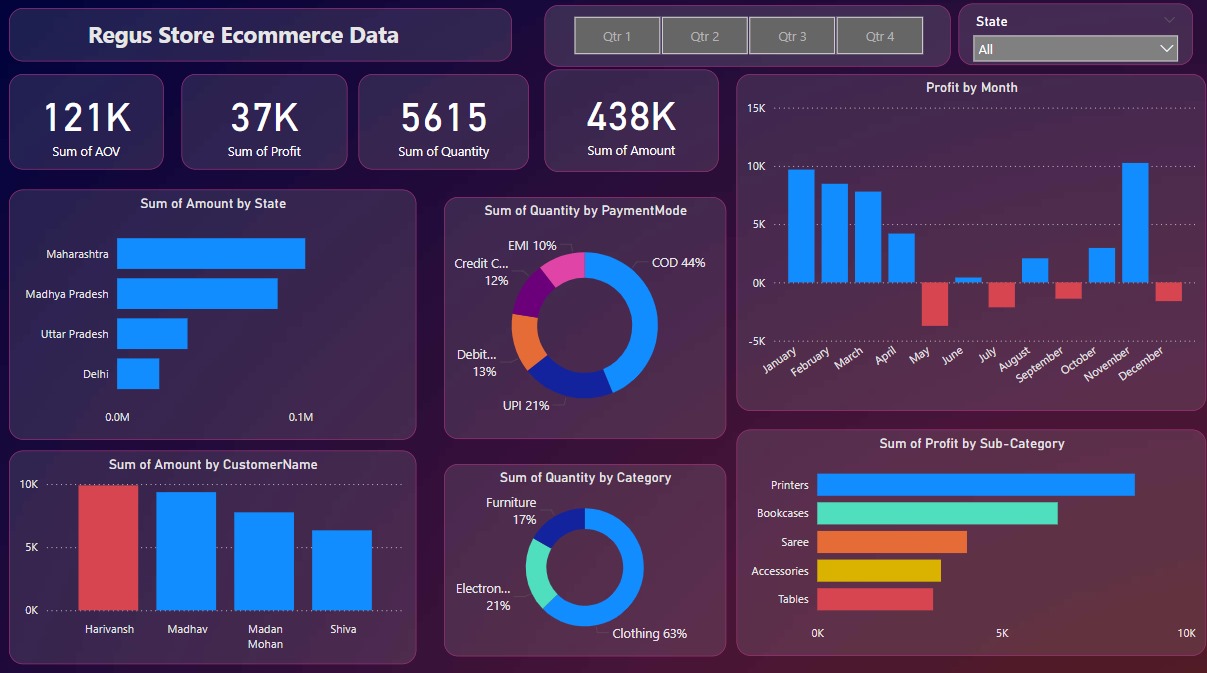 Regus Store Ecommerce Data
Qtr 1
Qtr 2
Qtr 3
Qtr 4
State
All
121K
Sum of AOV
37K
Sum of Profit
5615
Sum of Quantity
438K
Sum of Amount
Profit by Month
15K
10K
5K
0K
-5K
January
February
March
April
May
June
July
August
September
October
November
December
Sum of Amount by State
Maharashtra
Madhya Pradesh
Uttar Pradesh
Delhi
0.0M
0.1M
Sum of Quantity by PaymentMode
EMI 10%
Credit C...
12%
Debit...
13%
UPI 21%
COD 44%
Sum of Amount by CustomerName
10K
5K
0K
Harivansh
Madhav
Madan
Mohan
Shiva
Sum of Quantity by Category
Furniture
17%
Electron...
21%
Clothing 63%
Sum of Profit by Sub-Category
Printers
Bookcases
Saree
Accessories
Tables
0K
5K
10K